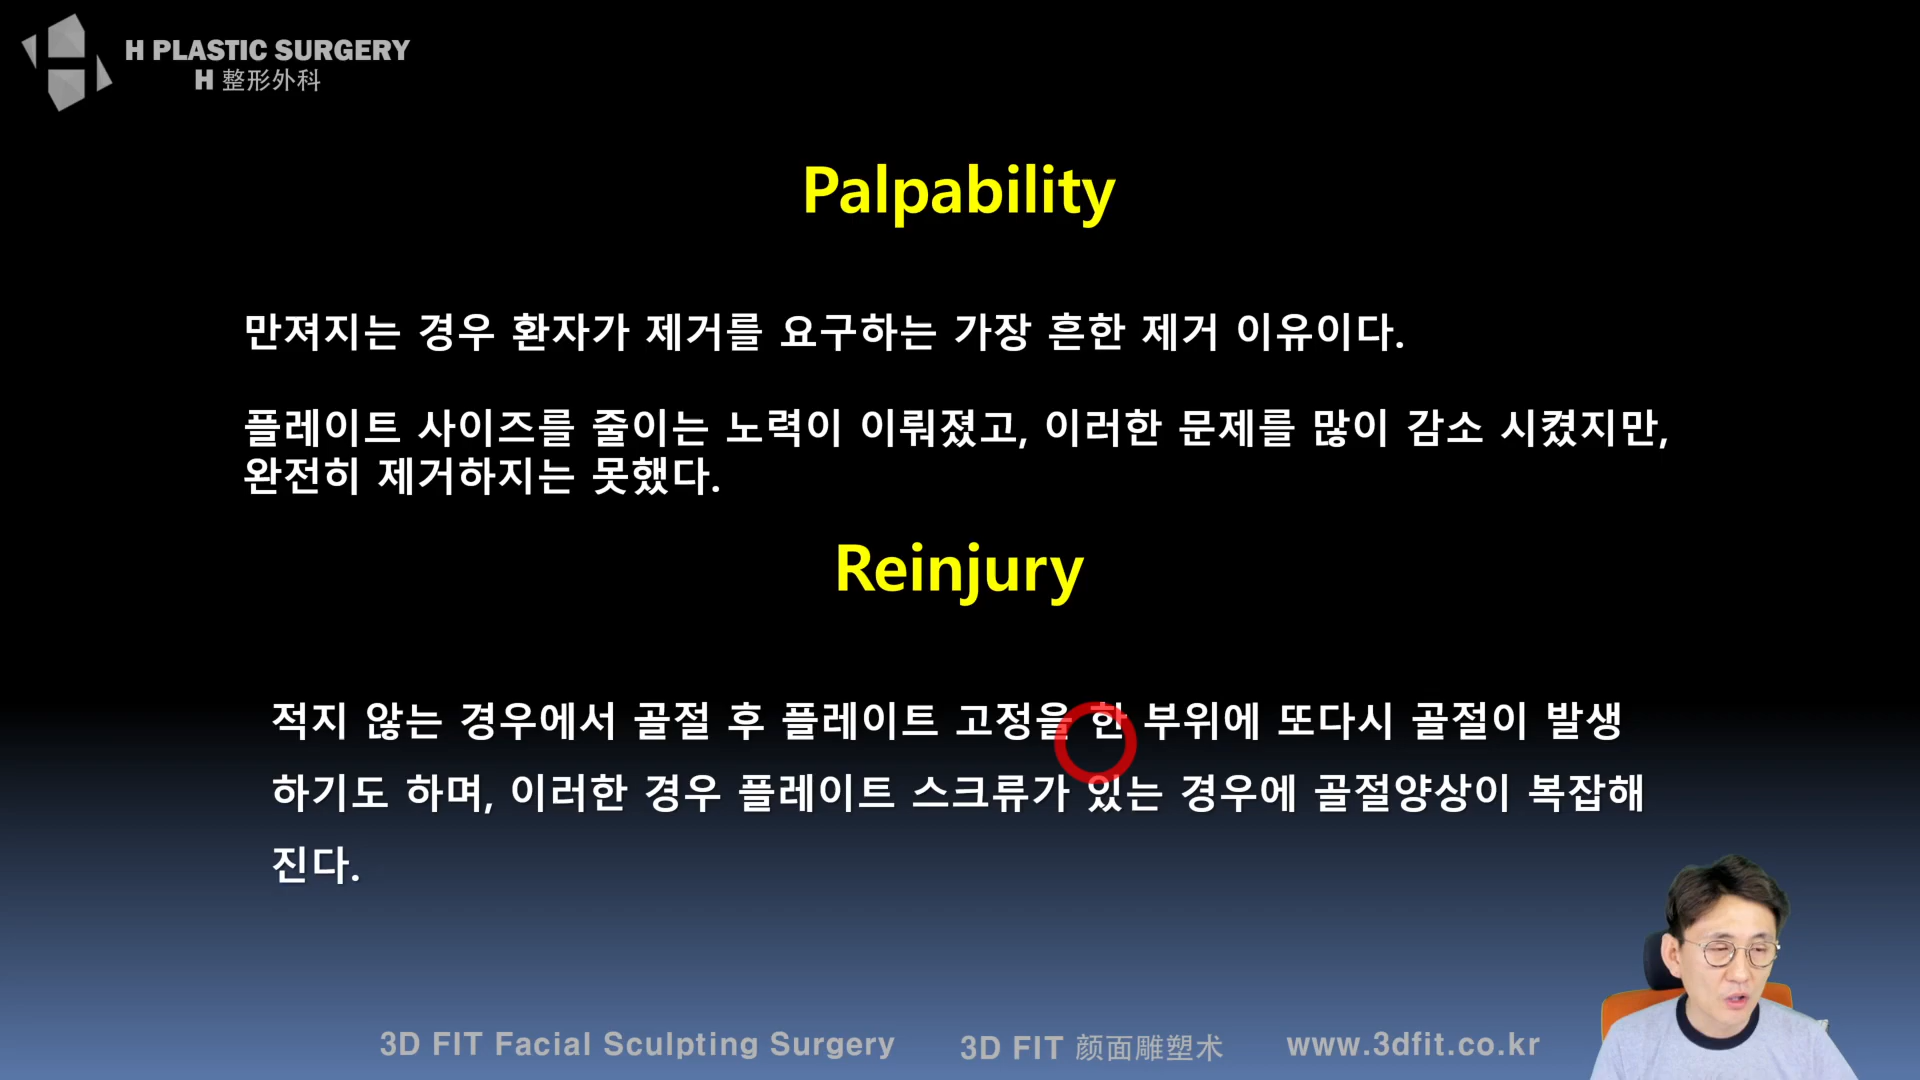 H PLASTIC SURGERY
H 整形外科
Palpability
만져지는 경우 환자가 제거를 요구하는 가장 흔한 제거 이유이다.
플레이트 사이즈를 줄이는 노력이 이뤄졌고, 이러한 문제를 많이 감소 시켰지만,
완전히 제거하지는 못했다.
Reinjury
적지 않는 경우에서 골절 후 플레이트 고정을 한 부위에 또다시 골절이 발생
하기도 하며, 이러한 경우 플레이트 스크류가 있는 경우에 골절양상이 복잡해
진다.
3D FIT Facial Sculpting Surgery 3D FIT 颜面雕塑术 www.3dfit.co.kr